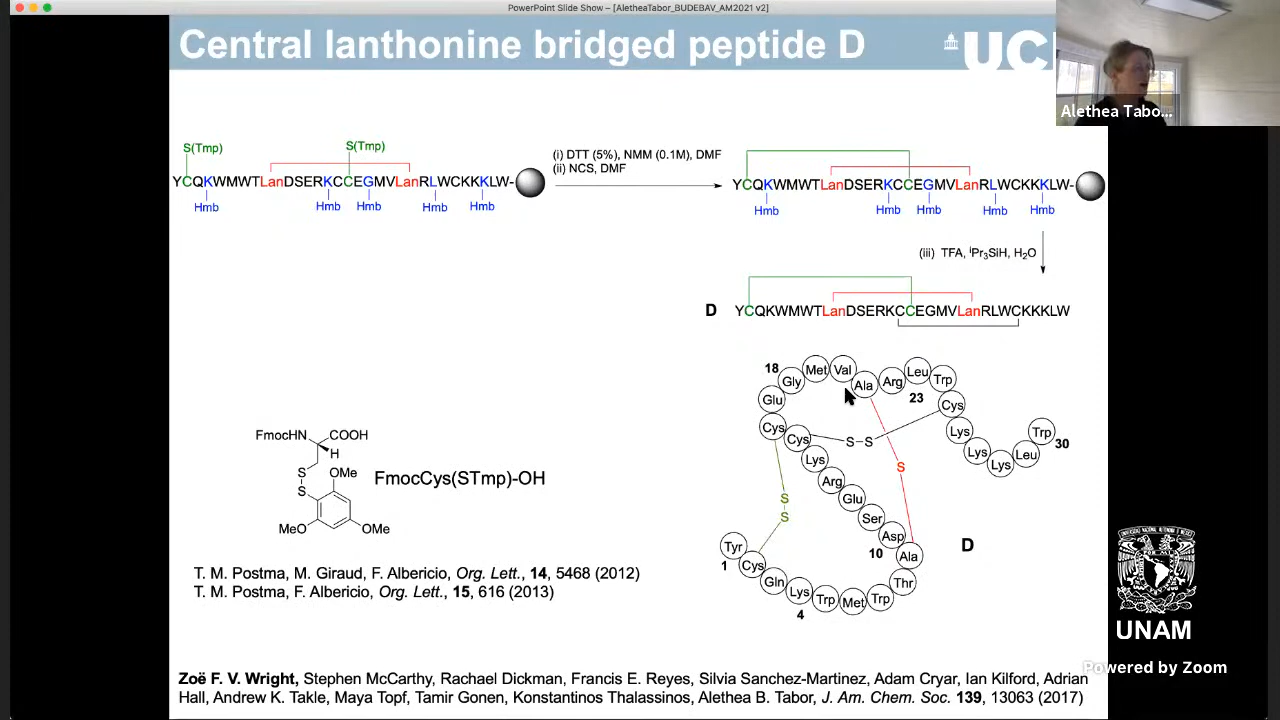 PowerPoint Slide Show – [AletheaTabor_BUDEBAV_AM2021 v2]
Central lanthonine bridged peptide D
UC
Alethea Tabo...
S(Tmp)
S(Tmp)
YCQKWMWTLanDSERKCCEGMVLanRLWCKKKLW-
Hmb
Hmb
Hmb
Hmb
Hmb
(i) DTT (5%), NMM (0.1M), DMF
(ii) NCS, DMF
YCQKWMWTLanDSERKCCEGMVLanRLWCKKKLW-
Hmb
Hmb
Hmb
Hmb
Hmb
(iii) TFA, iPr3SiH, H2O
D
YCQKWMWTLanDSERKCCEGMVLanRLWCKKKLW
18
Glu
Gly
Met
Val
Ala
Arg
Leu
Trp
23
Cys
Lys
Lys
Lys
Leu
Trp
30
Cys
Cys
S–S
Lys
Arg
Glu
Ser
Asp
10
Ala
S
S
S
D
Tyr
1
Cys
Gln
Lys
4
Trp
Met
Trp
Thr
FmocHN
COOH
H
S
S
OMe
MeO
OMe
FmocCys(STmp)-OH
T. M. Postma, M. Giraud, F. Albericio, Org. Lett., 14, 5468 (2012)
T. M. Postma, F. Albericio, Org. Lett., 15, 616 (2013)
Zoë F. V. Wright, Stephen McCarthy, Rachael Dickman, Francis E. Reyes, Silvia Sanchez-Martinez, Adam Cryar, Ian Kilford, Adrian
Hall, Andrew K. Takle, Maya Topf, Tamir Gonen, Konstantinos Thalassinos, Alethea B. Tabor, J. Am. Chem. Soc. 139, 13063 (2017)
UNAM
Powered by Zoom